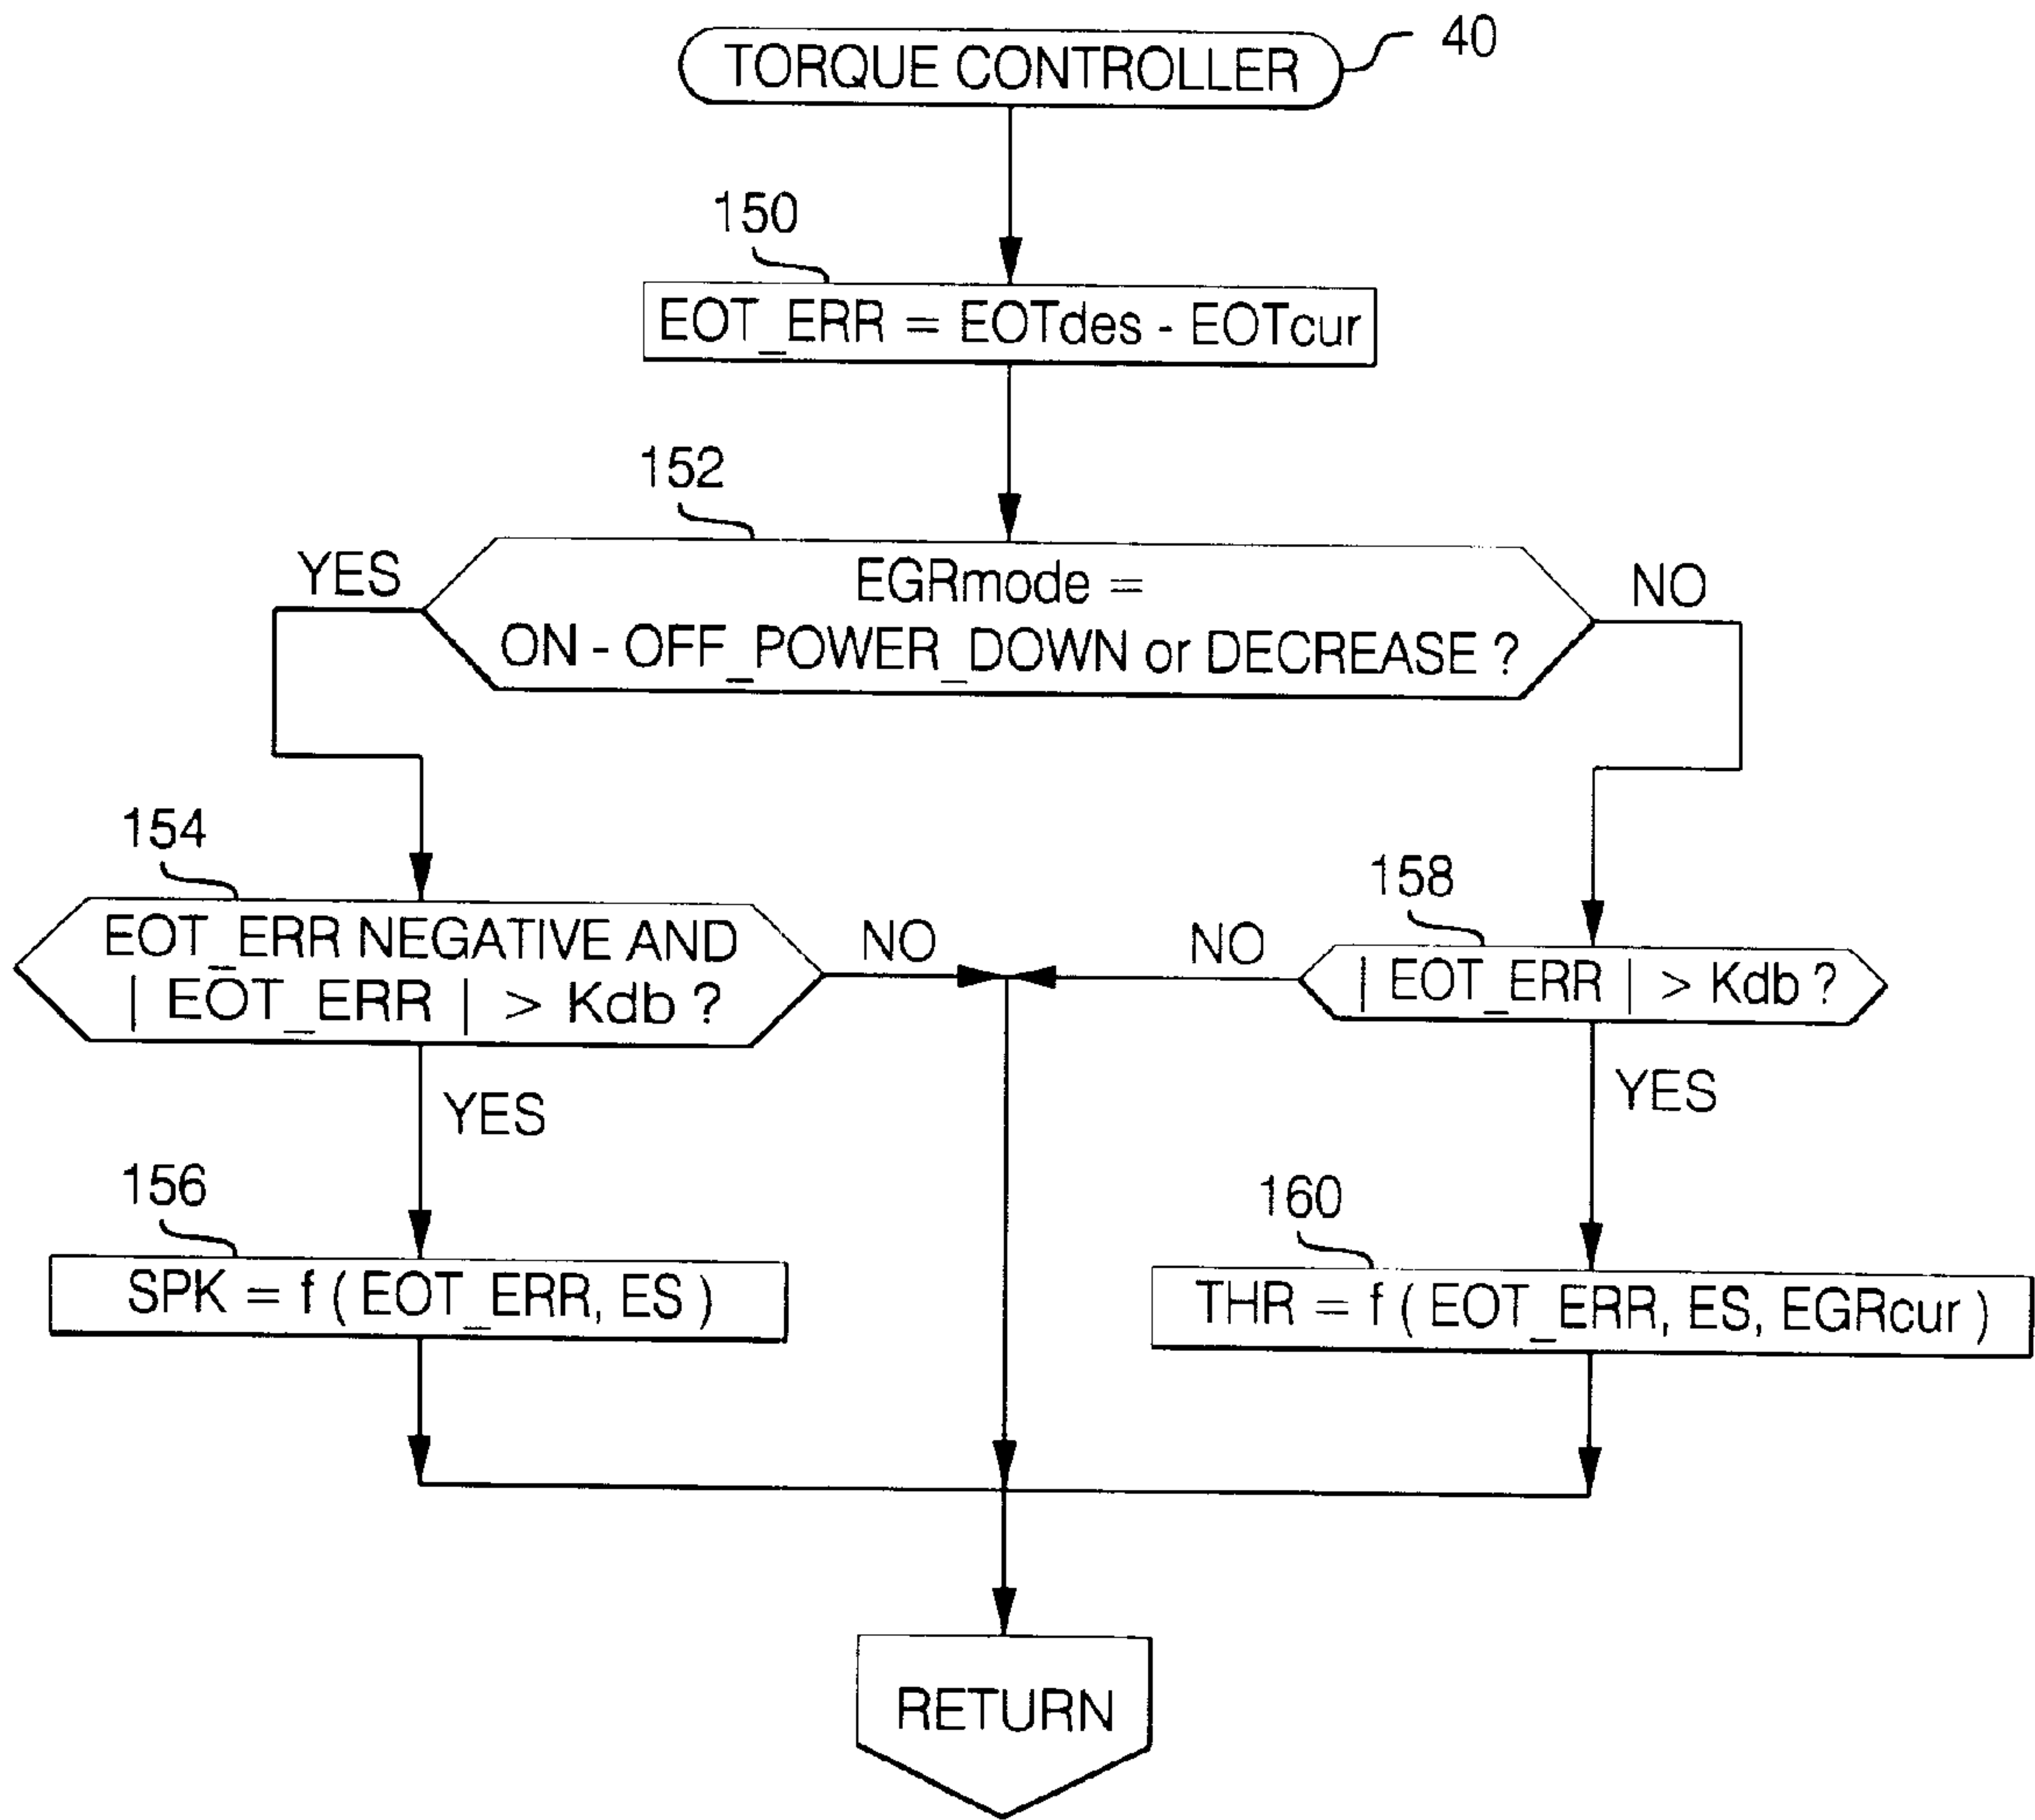 TORQUE CONTROLLER
40
150
EOT_ERR = EOTdes - EOTcur
152
YES
EGRmode =
ON - OFF_POWER_DOWN or DECREASE ?
NO
154
EOT_ERR NEGATIVE AND
| EOT_ERR | > Kdb ?
NO
NO
158
| EOT_ERR | > Kdb ?
YES
YES
156
SPK = f ( EOT_ERR, ES )
160
THR = f ( EOT_ERR, ES, EGRcur )
RETURN